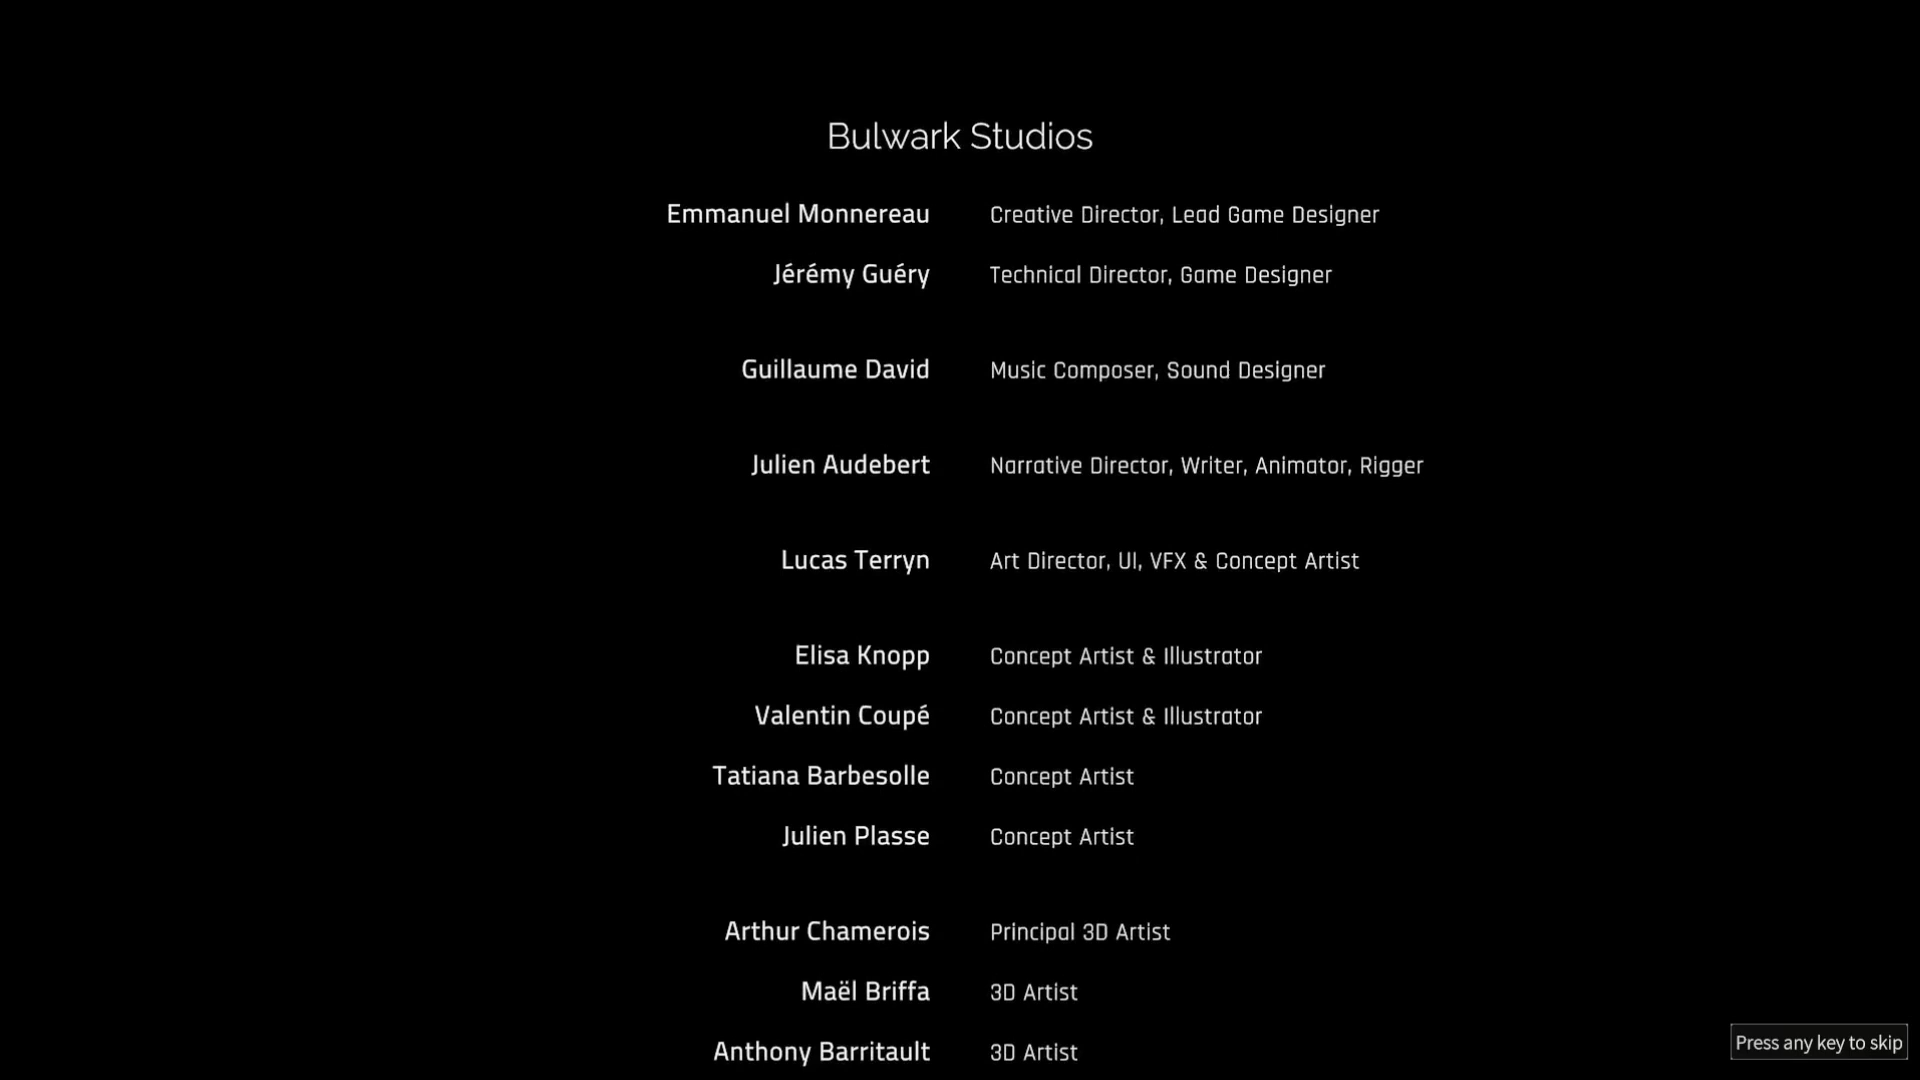 Bulwark Studios
Emmanuel Monnereau Creative Director, Lead Game Designer
Jérémy Guéry Technical Director, Game Designer
Guillaume David Music Composer, Sound Designer
Julien Audebert Narrative Director, Writer, Animator, Rigger
Lucas Terryn Art Director, UI, VFX & Concept Artist
Elisa Knopp Concept Artist & Illustrator
Valentin Coupé Concept Artist & Illustrator
Tatiana Barbesolle Concept Artist
Julien Plasse Concept Artist
Arthur Chamerois Principal 3D Artist
Maël Briffa 3D Artist
Anthony Barritault 3D Artist
Press any key to skip